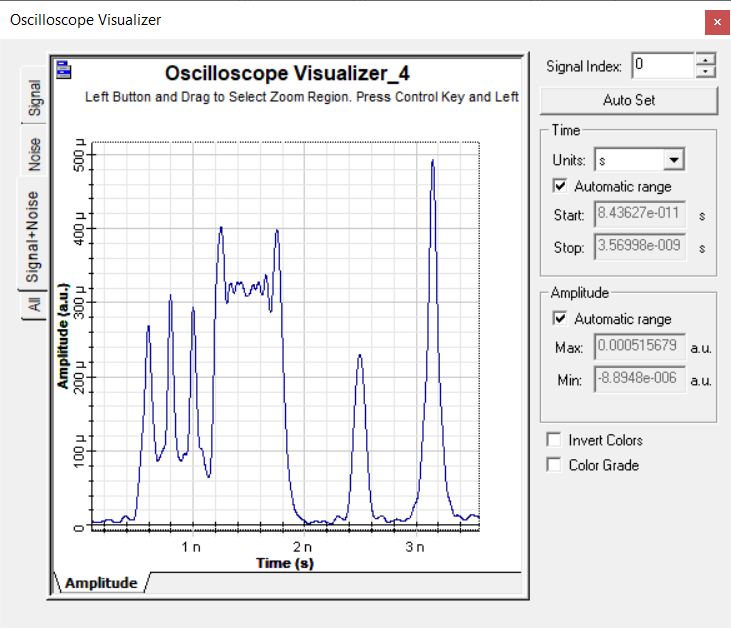 Oscilloscope Visualizer
Oscilloscope Visualizer_4
Left Button and Drag to Select Zoom Region. Press Control Key and Left
Signal
Noise
Signal+Noise
All
Amplitude (a.u.)
500 µ
400 µ
300 µ
200 µ
100 µ
0
1 n
2 n
3 n
Time (s)
Amplitude
Signal Index: 0
Auto Set
Time
Units: s
Automatic range
Start: 8.43627e-011 s
Stop: 3.56998e-009 s
Amplitude
Automatic range
Max: 0.000515679 a.u.
Min: -8.8948e-006 a.u.
Invert Colors
Color Grade